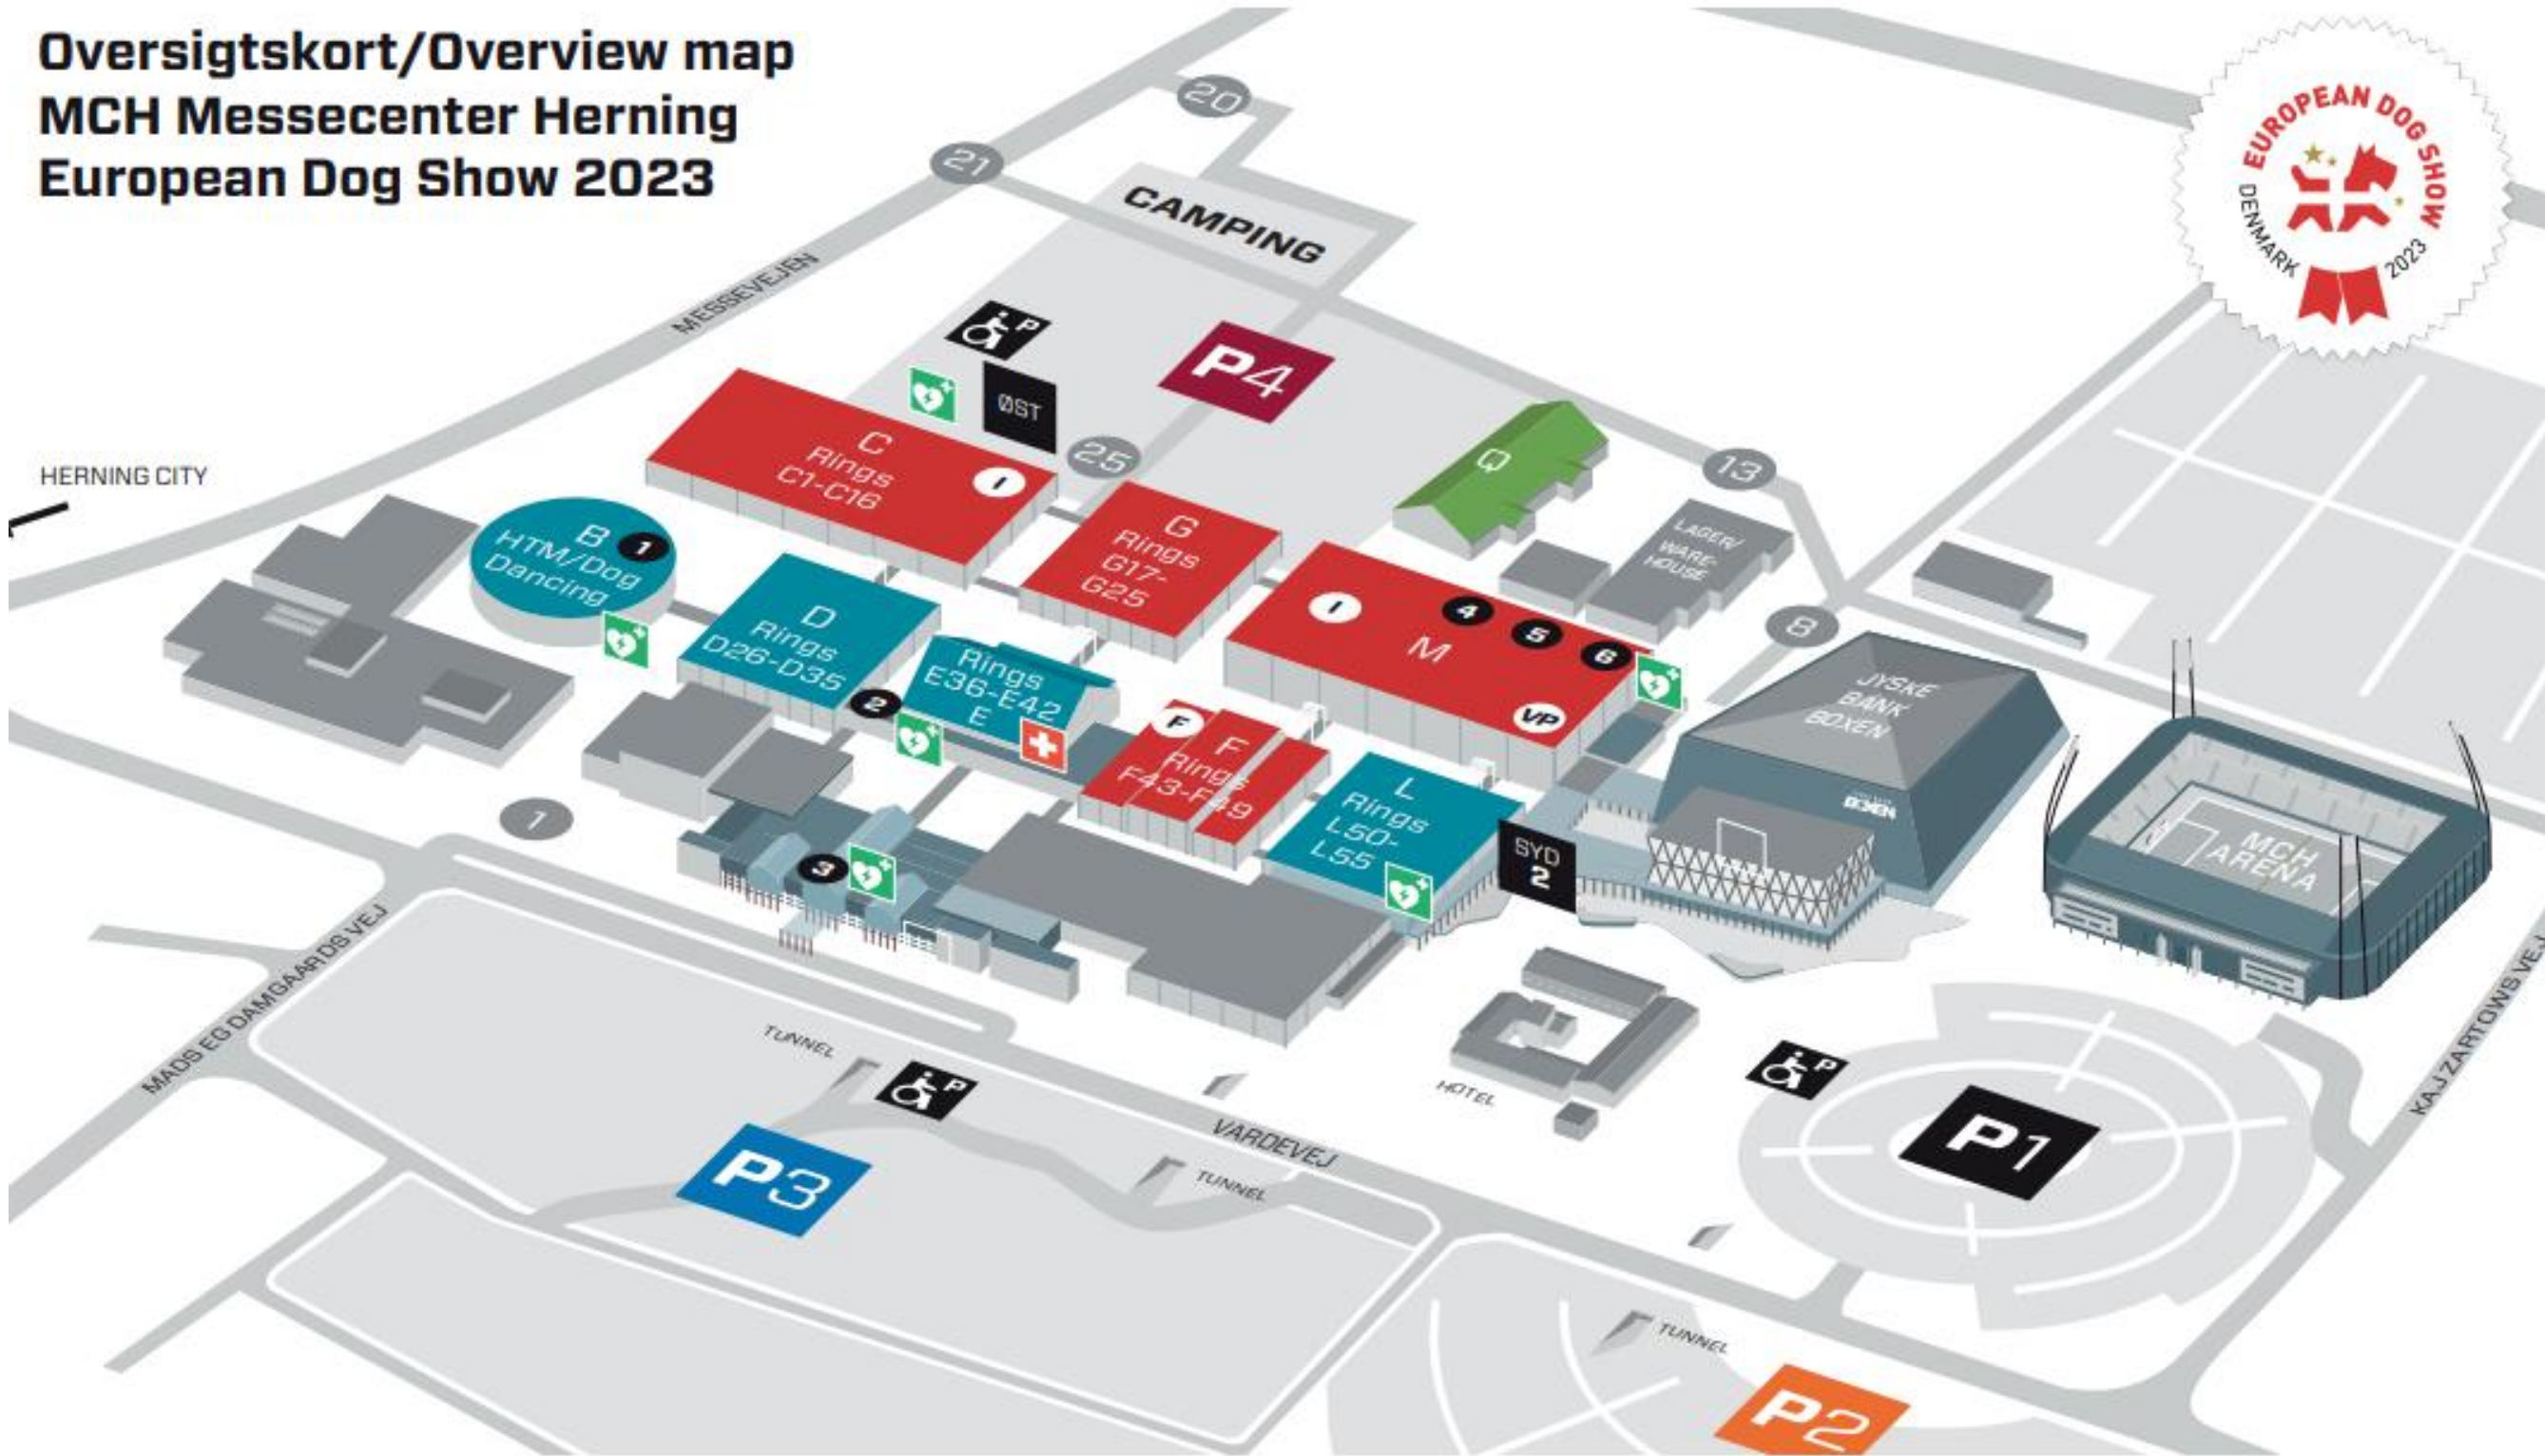 Oversigtskort/Overview map
MCH Messecenter Herning
European Dog Show 2023
EUROPEAN DOG SHOW
DENMARK
2023
20
21
CAMPING
MESSEVEJEN
P
P4
ØST
25
C
Rings
C1-C16
I
Q
13
HERNING CITY
LAGER/
WARE-
HOUSE
B
1
HTM/Dog
Dancing
G
Rings
G17-
G25
D
Rings
D26-D35
I
4
5
6
M
VP
8
Rings
E36-E42
E
2
JYSKE
BANK
BOXEN
BOXEN
F
F
Rings
F43-F49
L
Rings
L50-
L55
1
3
SYD
2
MCH
ARENA
MADS EG DAMGAARDS VEJ
KAJ ZARTOWS VEJ
TUNNEL
P
HOTEL
P
P1
VARDEVEJ
P3
TUNNEL
TUNNEL
P2